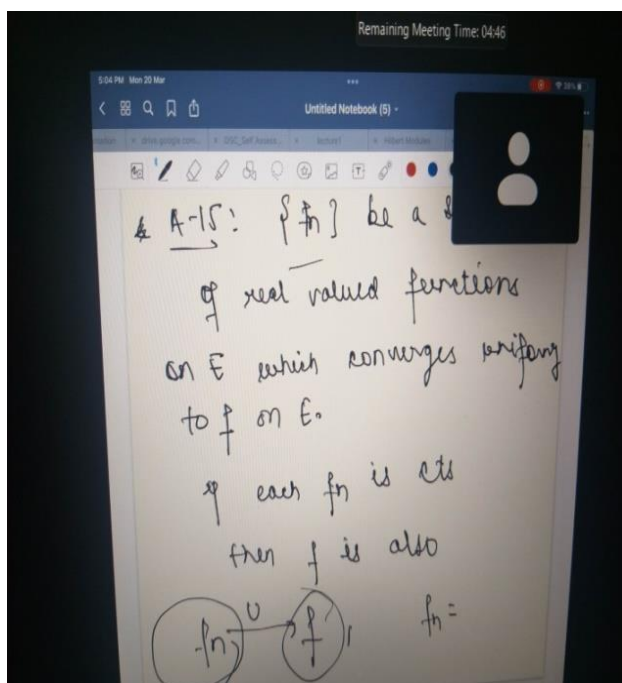 Remaining Meeting Time: 04:46
5:04 PM Mon 20 Mar
Untitled Notebook (5)
A-15: {fn} be a
of real valued functions
on E which converges
to f on E.
if each fn is cts
then f is also
fn U f fn =